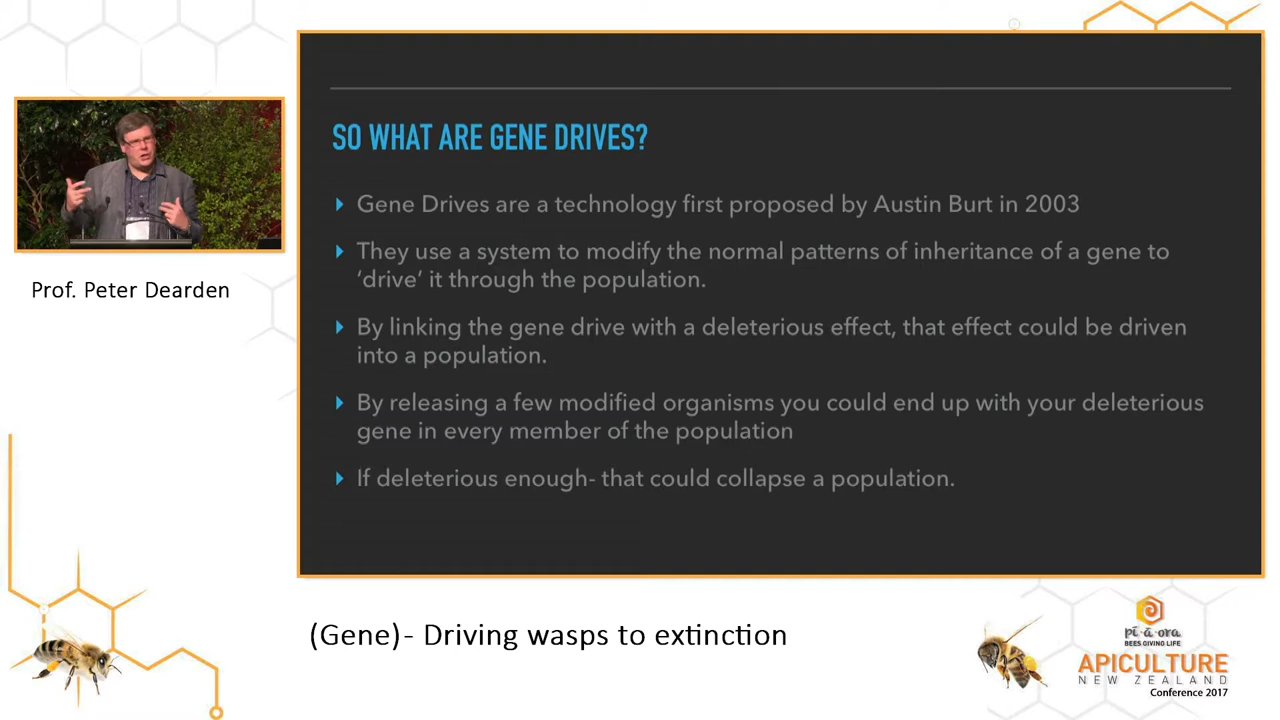 SO WHAT ARE GENE DRIVES?
Gene Drives are a technology first proposed by Austin Burt in 2003
They use a system to modify the normal patterns of inheritance of a gene to
‘drive’ it through the population.
By linking the gene drive with a deleterious effect, that effect could be driven
into a population.
By releasing a few modified organisms you could end up with your deleterious
gene in every member of the population
If deleterious enough- that could collapse a population.
Prof. Peter Dearden
(Gene)- Driving wasps to extinction
pī-ā-ora
BEES GIVING LIFE
APICULTURE
NEW ZEALAND
Conference 2017